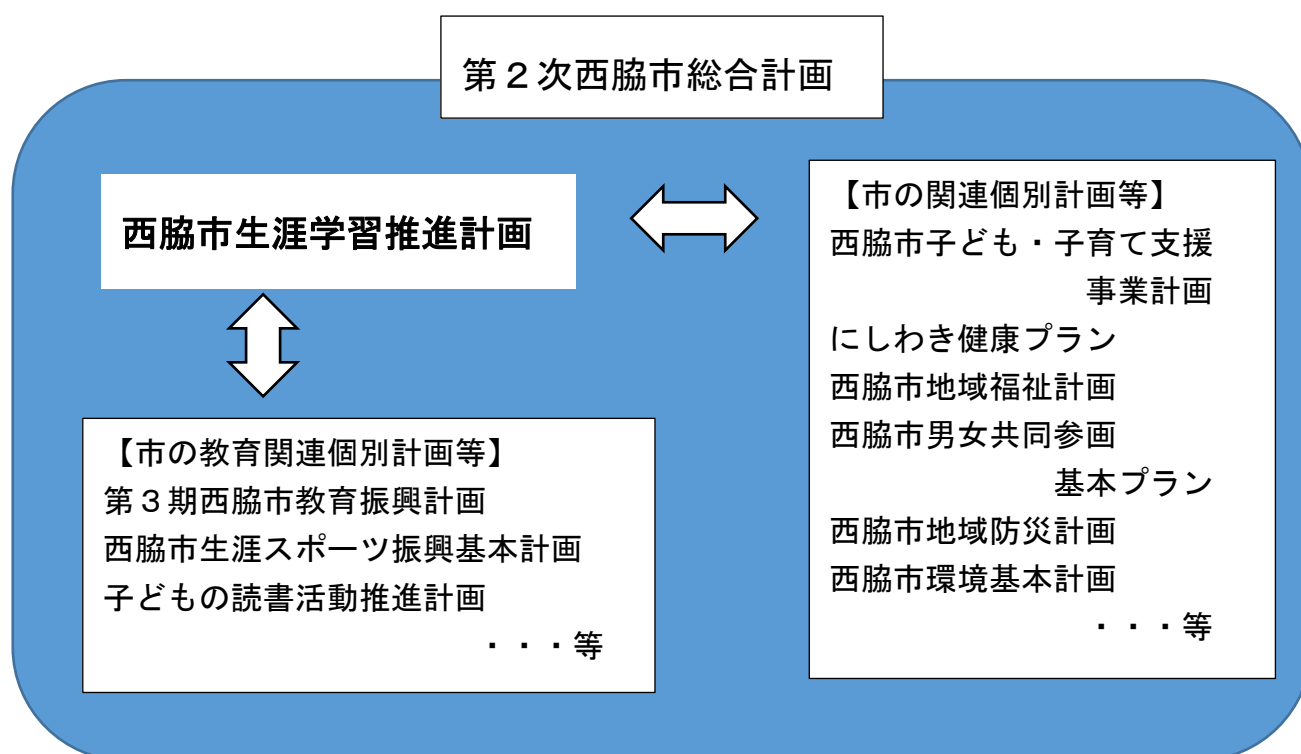 第２次西脇市総合計画
西脇市生涯学習推進計画
【市の関連個別計画等】
西脇市子ども・子育て支援
事業計画
にしわき健康プラン
西脇市地域福祉計画
西脇市男女共同参画
基本プラン
西脇市地域防災計画
西脇市環境基本計画
・・・等
【市の教育関連個別計画等】
第３期西脇市教育振興計画
西脇市生涯スポーツ振興基本計画
子どもの読書活動推進計画
・・・等